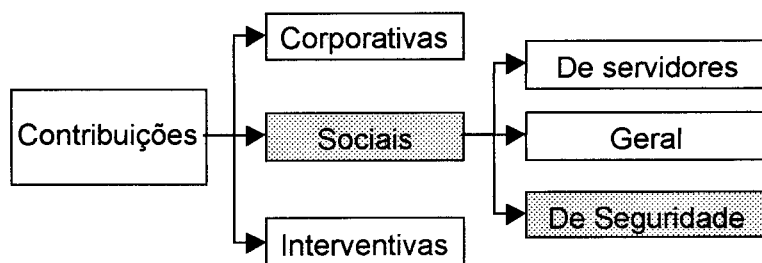 Contribuições
Corporativas
Sociais
Interventivas
De servidores
Geral
De Seguridade